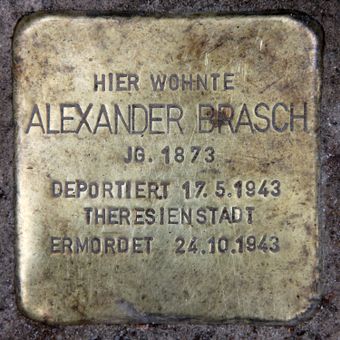 HIER WOHNTE
ALEXANDER BRASCH
JG. 1873
DEPORTIERT 17.5.1943
THERESIENSTADT
ERMORDET 24.10.1943